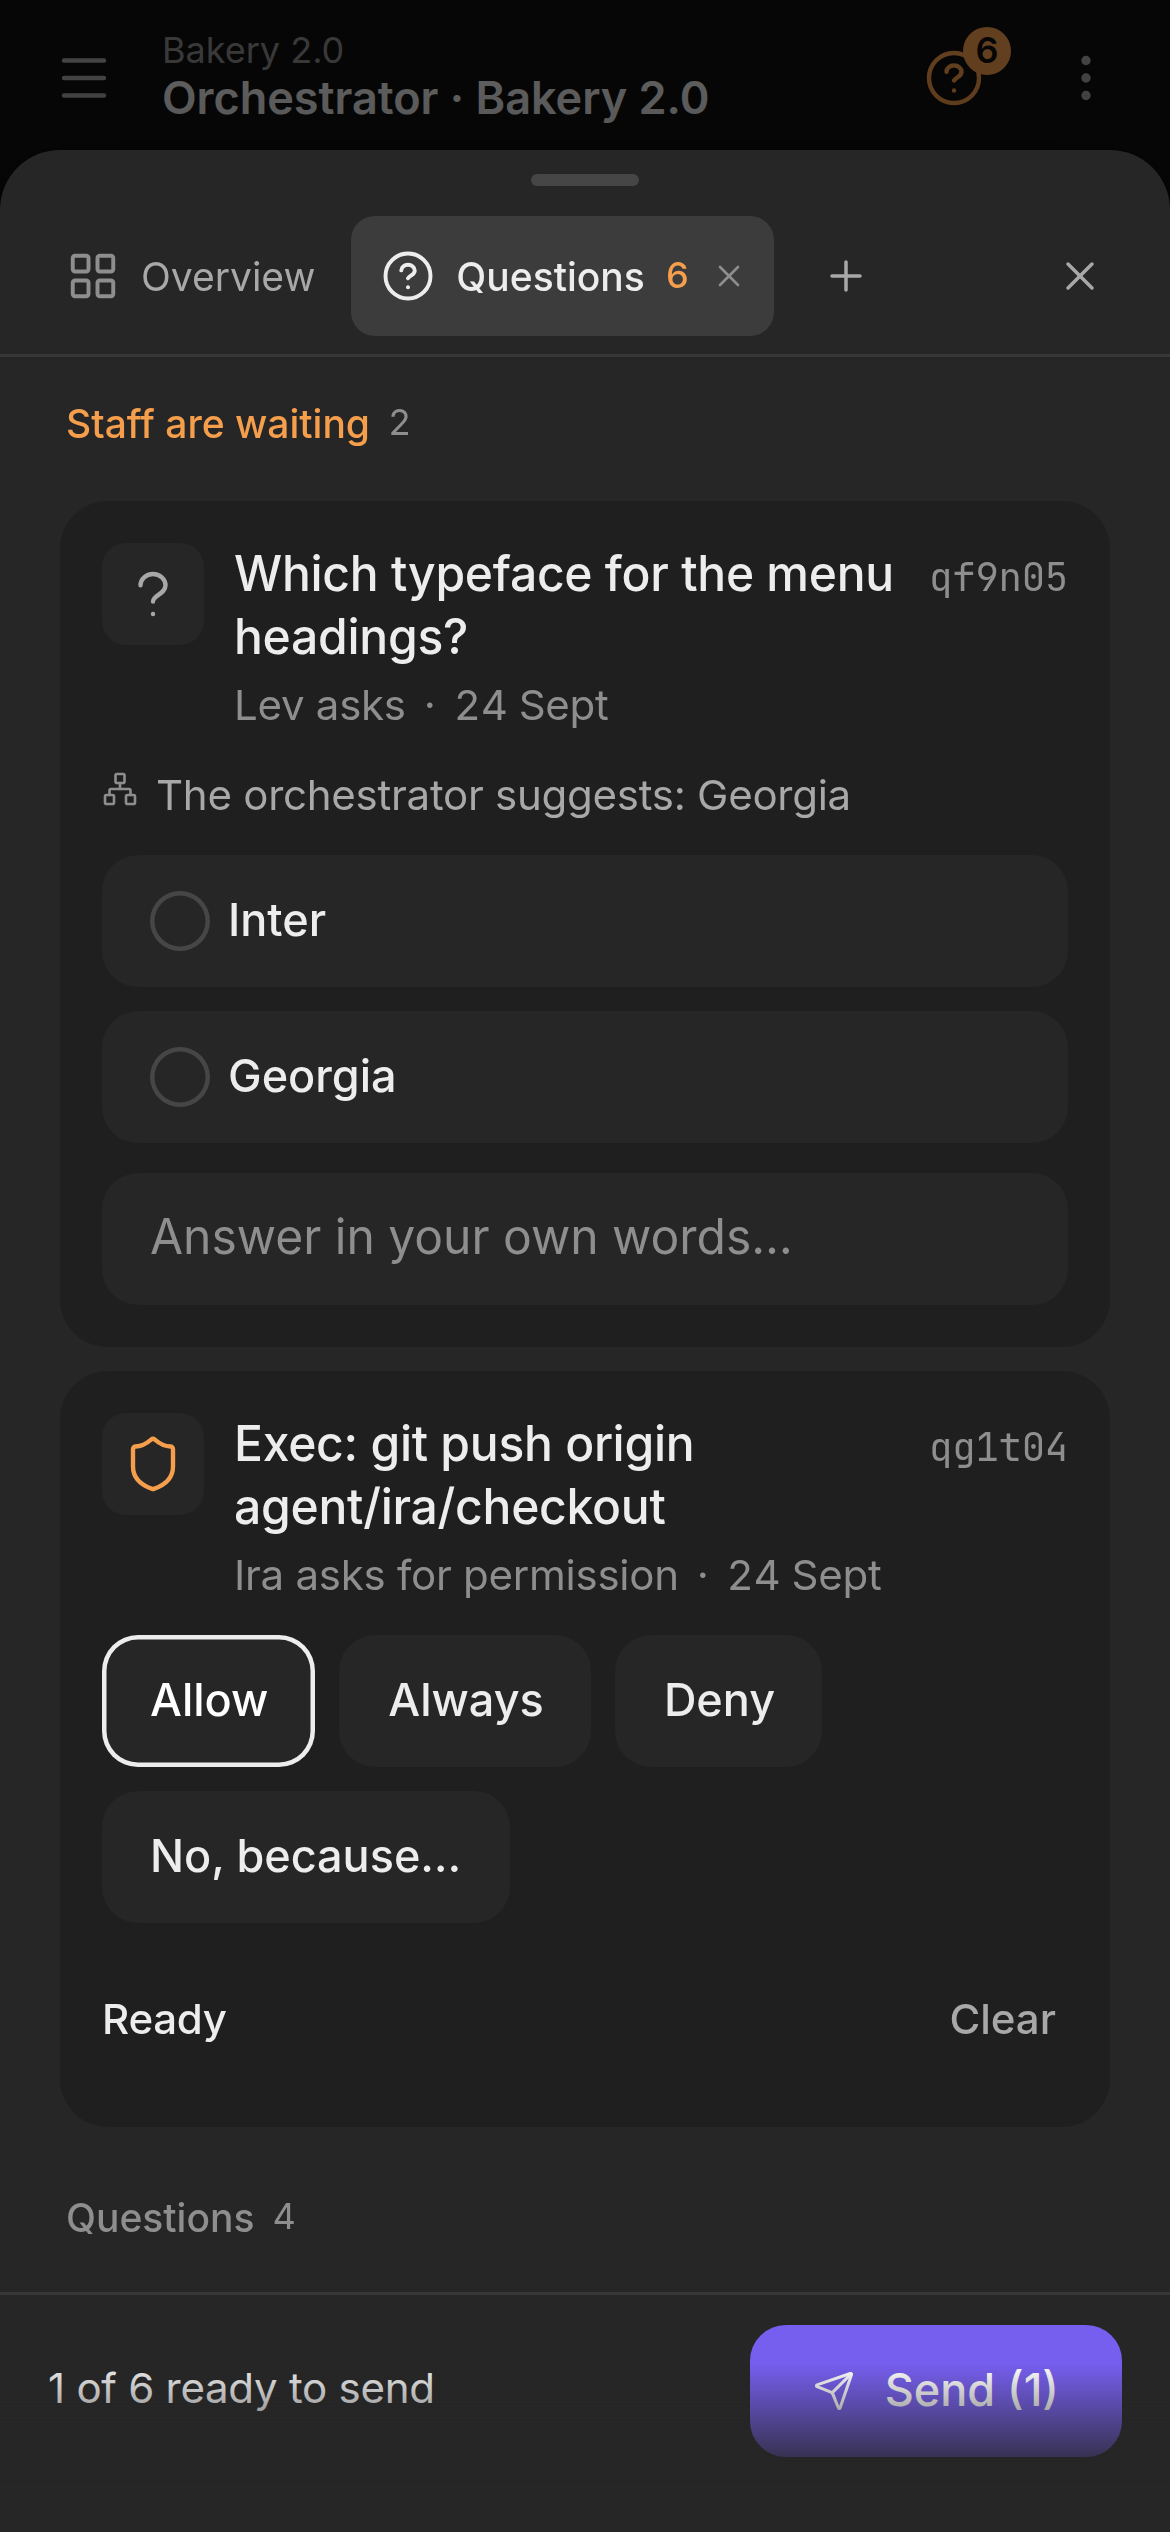 Bakery 2.0
Orchestrator · Bakery 2.0
6
Overview
Questions 6
Staff are waiting 2
Which typeface for the menu headings?
qf9n05
Lev asks · 24 Sept
The orchestrator suggests: Georgia
Inter
Georgia
Answer in your own words...
Exec: git push origin agent/ira/checkout
qg1t04
Ira asks for permission · 24 Sept
Allow
Always
Deny
No, because...
Ready
Clear
Questions 4
1 of 6 ready to send
Send (1)